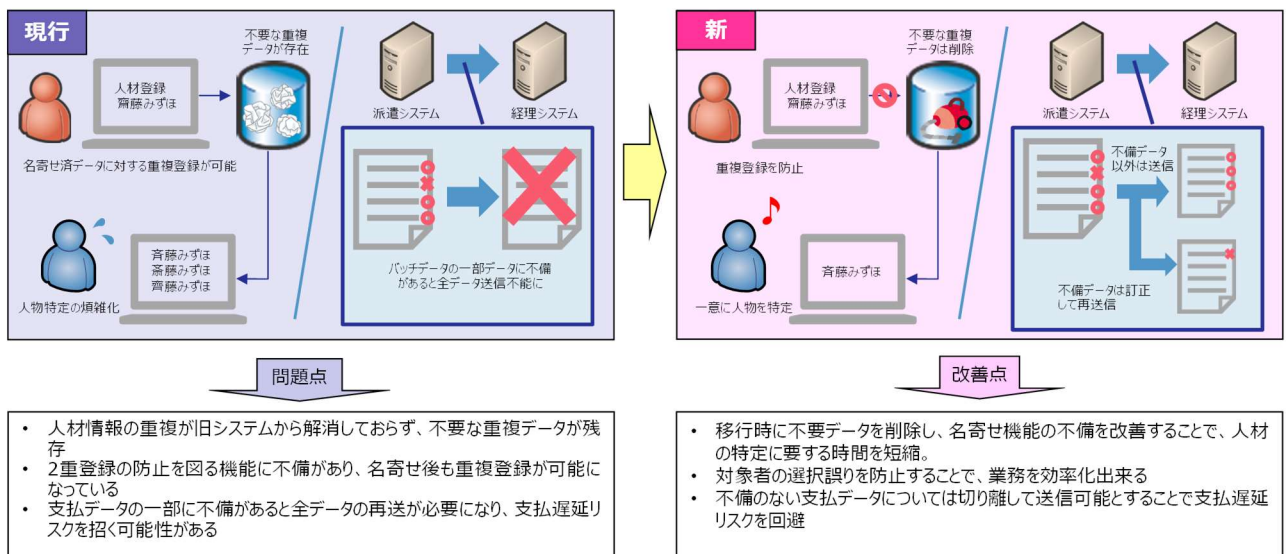 現行
不要な重複
データが存在
人材登録
齋藤みずほ
名寄せ済データに対する重複登録が可能
斉藤みずほ
斎藤みずほ
齊藤みずほ
人物特定の煩雑化
派遣システム
経理システム
バッチデータの一部データに不備
があると全データ送信不能に
新
不要な重複
データは削除
人材登録
齋藤みずほ
重複登録を防止
斉藤みずほ
一意に人物を特定
派遣システム
経理システム
不備データ
以外は送信
不備データは訂正
して再送信
問題点
・ 人材情報の重複が旧システムから解消しておらず、不要な重複データが残
存
・ 2重登録の防止を図る機能に不備があり、名寄せ後も重複登録が可能に
なっている
・ 支払データの一部に不備があると全データの再送が必要になり、支払遅延リ
スクを招く可能性がある
改善点
・ 移行時に不要データを削除し、名寄せ機能の不備を改善することで、人材
の特定に要する時間を短縮。
・ 対象者の選択誤りを防止することで、業務を効率化出来る
・ 不備のない支払データについては切り離して送信可能とすることで支払遅延
リスクを回避